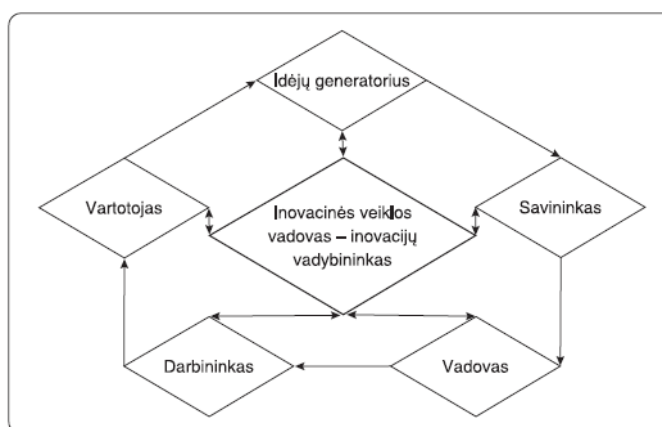 Idėjų generatorius
Vartotojas
Inovacinės veiklos
vadovas – inovacijų
vadybininkas
Savininkas
Darbininkas
Vadovas